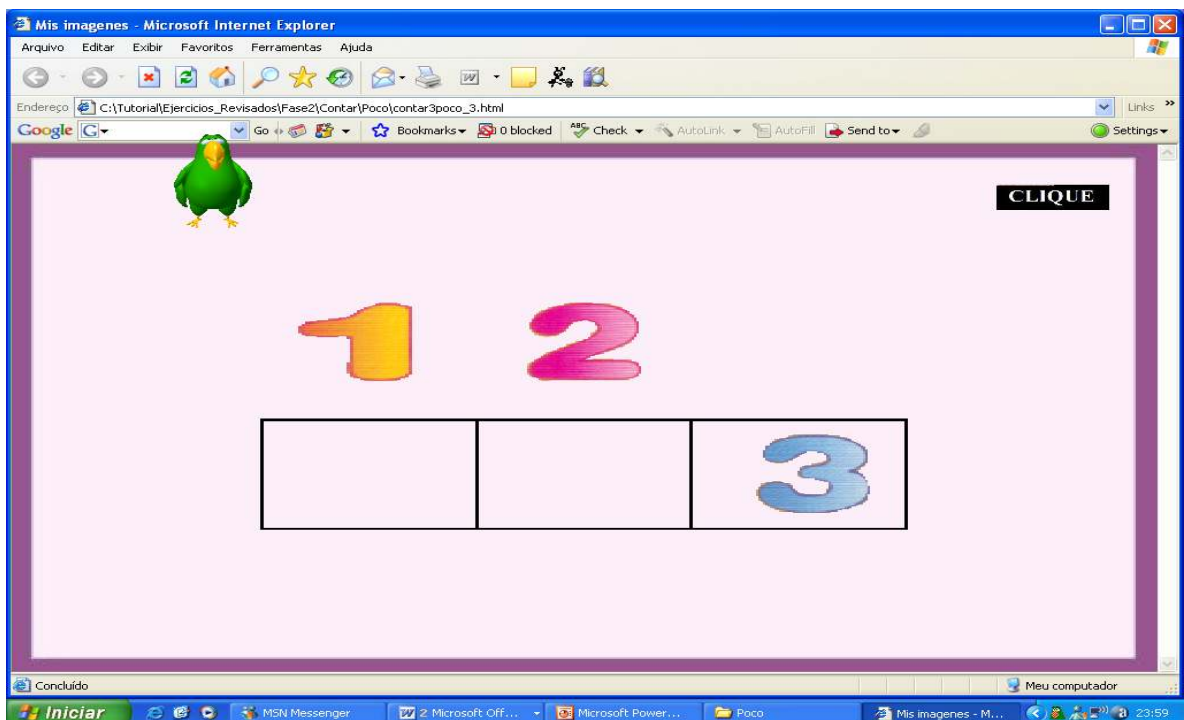 Mis imagenes - Microsoft Internet Explorer
Arquivo Editar Exibir Favoritos Ferramentas Ajuda
Endereço C:\Tutorial\Ejercicios_Revisados\Fase2\Contar\Poco\contar3poco_3.html Links »
Google G Go Bookmarks 0 blocked ABC Check AutoLink AutoFill Send to Settings
CLIQUE
1 2
3
Concluído Meu computador
Iniciar MSN Messenger 2 Microsoft Off... Microsoft Power... Poco Mis imagenes - M... 23:59